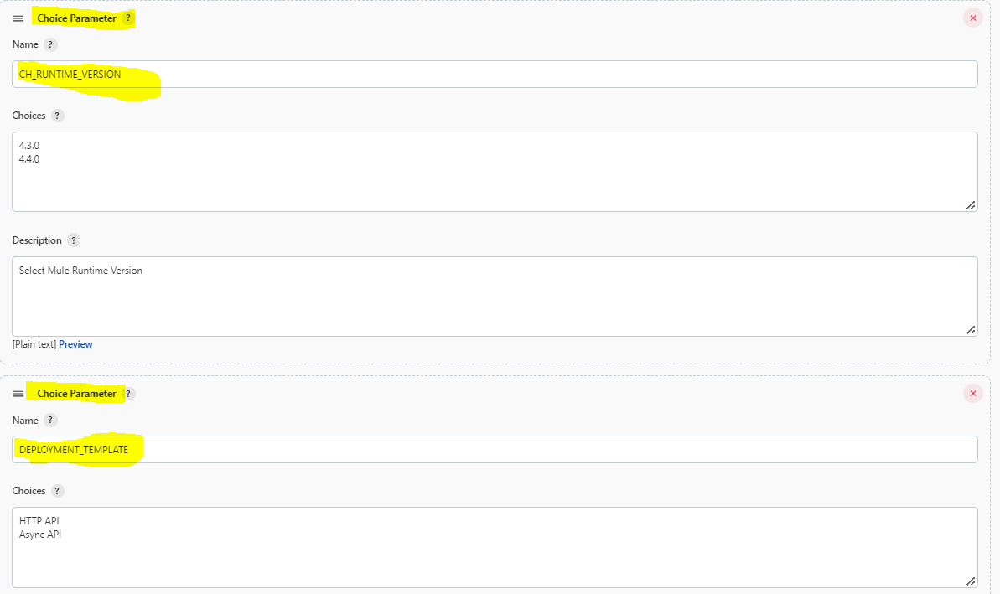 Choice Parameter ?
Name ?
CH_RUNTIME_VERSION
Choices ?
4.3.0
4.4.0
Description ?
Select Mule Runtime Version
[Plain text] Preview
Choice Parameter ?
Name ?
DEPLOYMENT_TEMPLATE
Choices ?
HTTP API
Async API